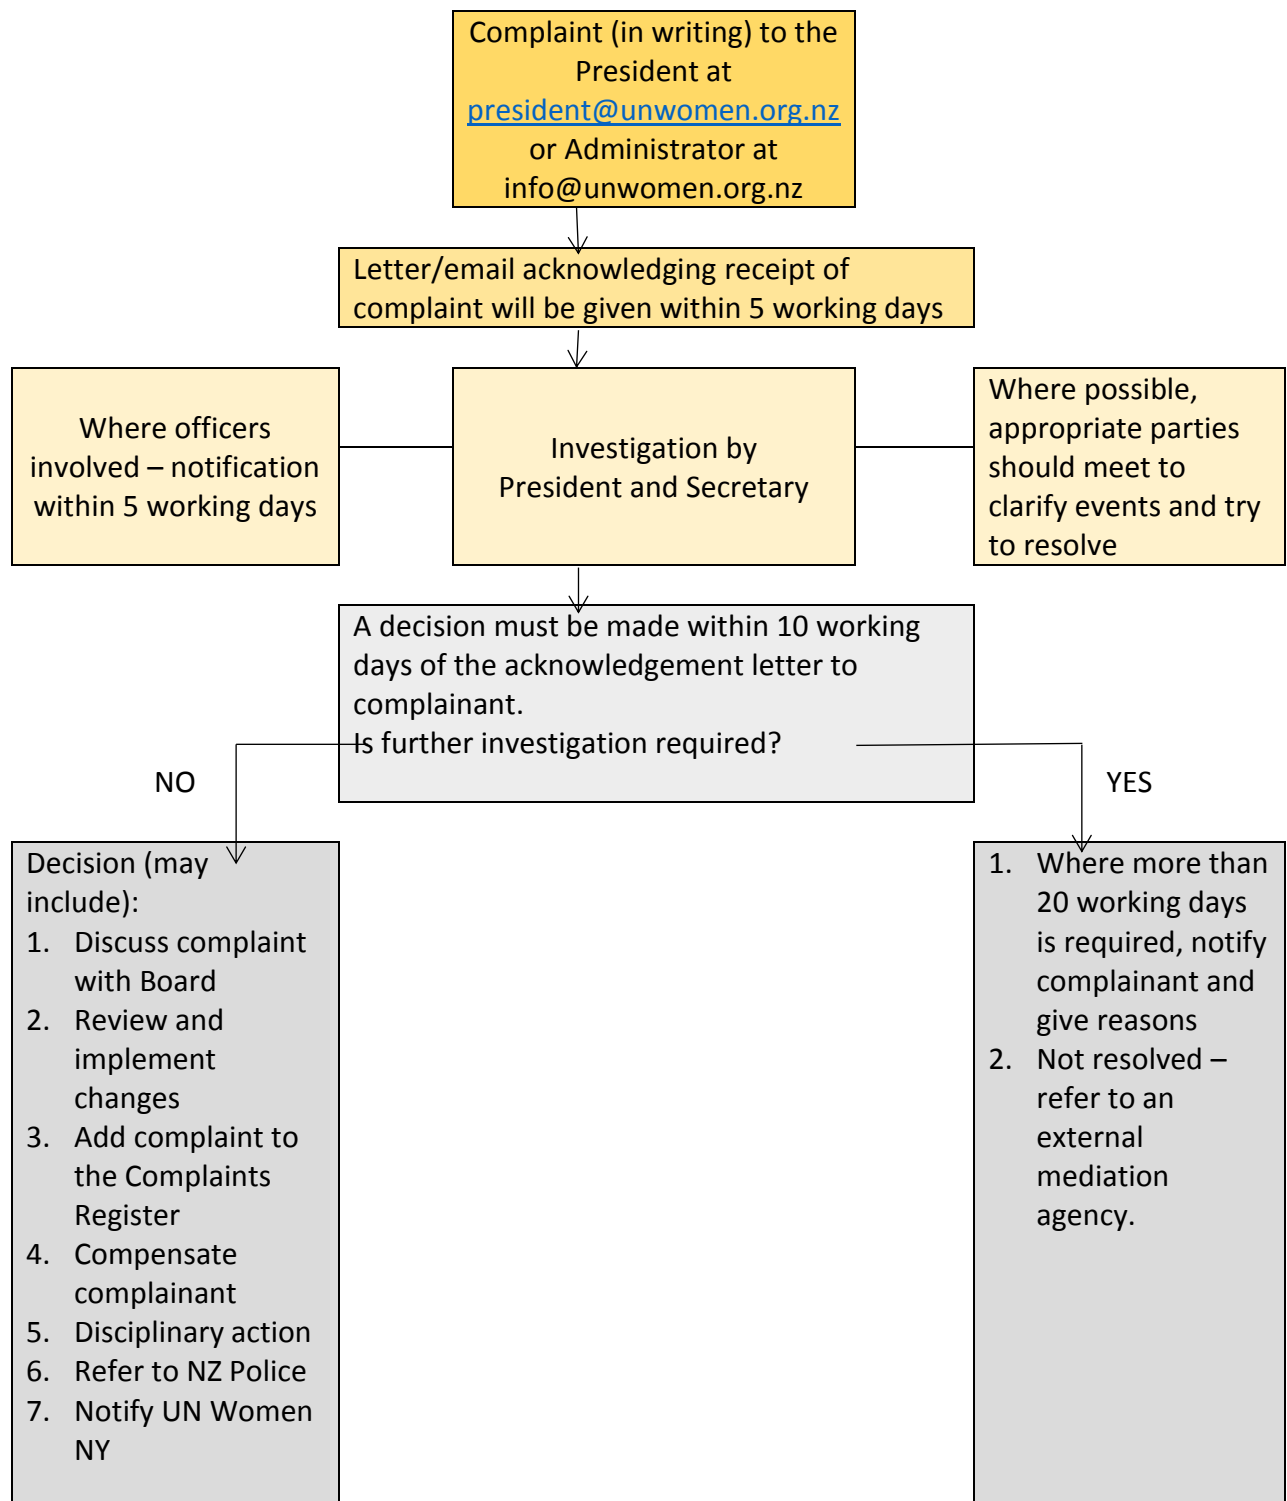 Complaint (in writing) to the
President at
president@unwomen.org.nz
or Administrator at
info@unwomen.org.nz
Letter/email acknowledging receipt of
complaint will be given within 5 working days
Where officers
involved – notification
within 5 working days
Investigation by
President and Secretary
Where possible,
appropriate parties
should meet to
clarify events and try
to resolve
A decision must be made within 10 working
days of the acknowledgement letter to
complainant.
Is further investigation required?
NO
YES
Decision (may
include):
1. Discuss complaint
with Board
2. Review and
implement
changes
3. Add complaint to
the Complaints
Register
4. Compensate
complainant
5. Disciplinary action
6. Refer to NZ Police
7. Notify UN Women
NY
1. Where more than
20 working days
is required, notify
complainant and
give reasons
2. Not resolved –
refer to an
external
mediation
agency.